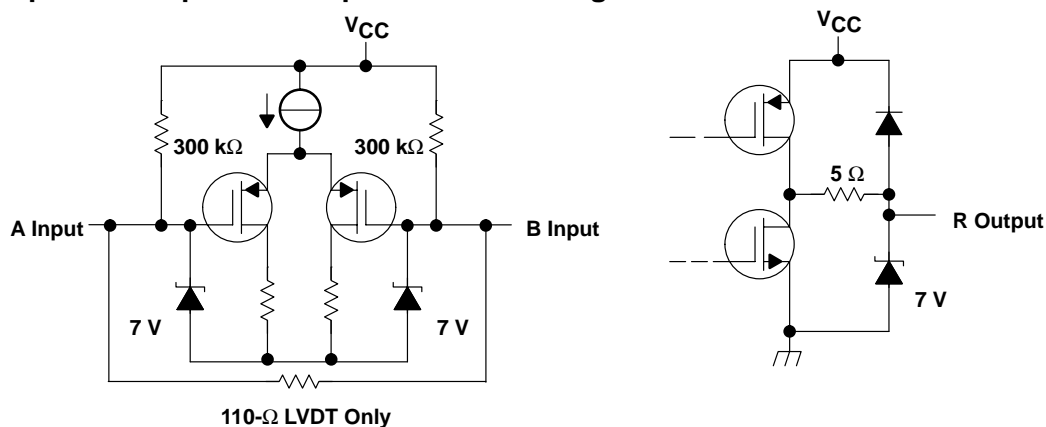 VCC
300 kΩ
300 kΩ
A Input
B Input
7 V
7 V
110-Ω LVDT Only
VCC
5 Ω
R Output
7 V